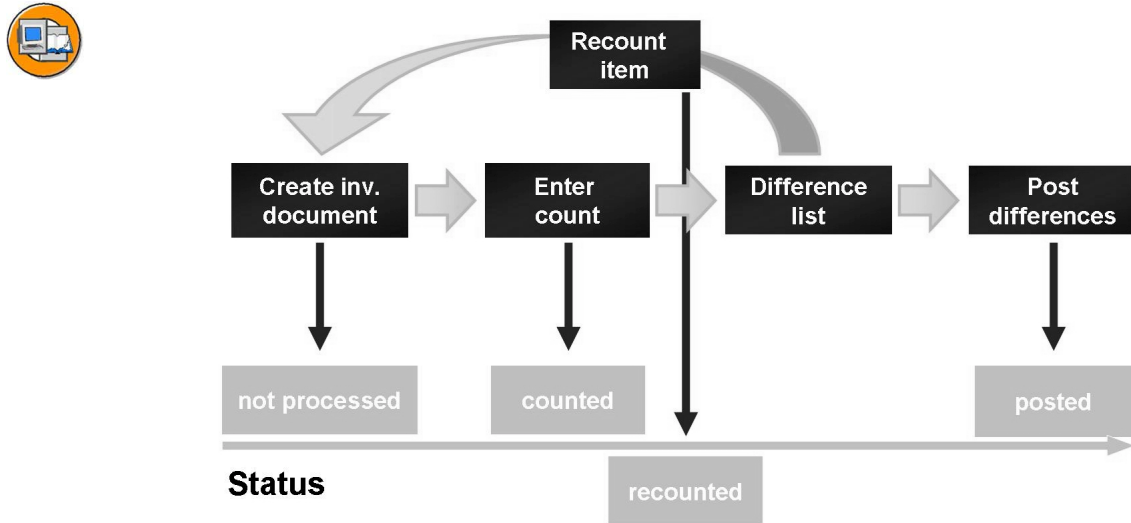 Recount
item
Create inv.
document
Enter
count
Difference
list
Post
differences
not processed
counted
posted
Status
recounted